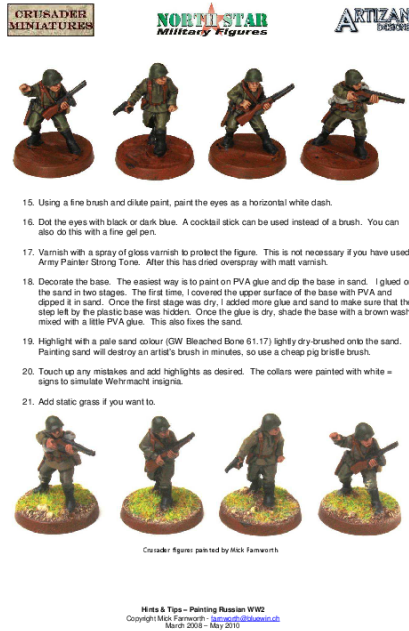 CRUSADER
MINIATURES
NORTH STAR
Military Figures
ARTIZAN
DESIGNS
15. Using a fine brush and dilute paint, paint the eyes as a horizontal white dash.
16. Dot the eyes with black or dark blue. A cocktail stick can be used instead of a brush. You can
also do this with a fine gel pen.
17. Varnish with a spray of gloss varnish to protect the figure. This is not necessary if you have used
Army Painter Strong Tone. After this has dried overspray with matt varnish.
18. Decorate the base. The easiest way is to paint on PVA glue and dip the base in sand. I glued on
the sand in two stages. The first time, I covered the upper surface of the base with PVA and
dipped it in sand. Once the first stage was dry, I added more glue and sand to make sure that the
step left by the plastic base was hidden. Once the glue is dry, shade the base with a brown wash
mixed with a little PVA glue. This also fixes the sand.
19. Highlight with a pale sand colour (GW Bleached Bone 61.17) lightly dry-brushed onto the sand.
Painting sand will destroy an artist's brush in minutes, so use a cheap pig bristle brush.
20. Touch up any mistakes and add highlights as desired. The collars were painted with white =
signs to simulate Wehrmacht insignia.
21. Add static grass if you want to.
Crusader figures painted by Mick Farnworth
Hints & Tips – Painting Russian WW2
Copyright Mick Farnworth - farnworth@bluewin.ch
March 2008 – May 2010